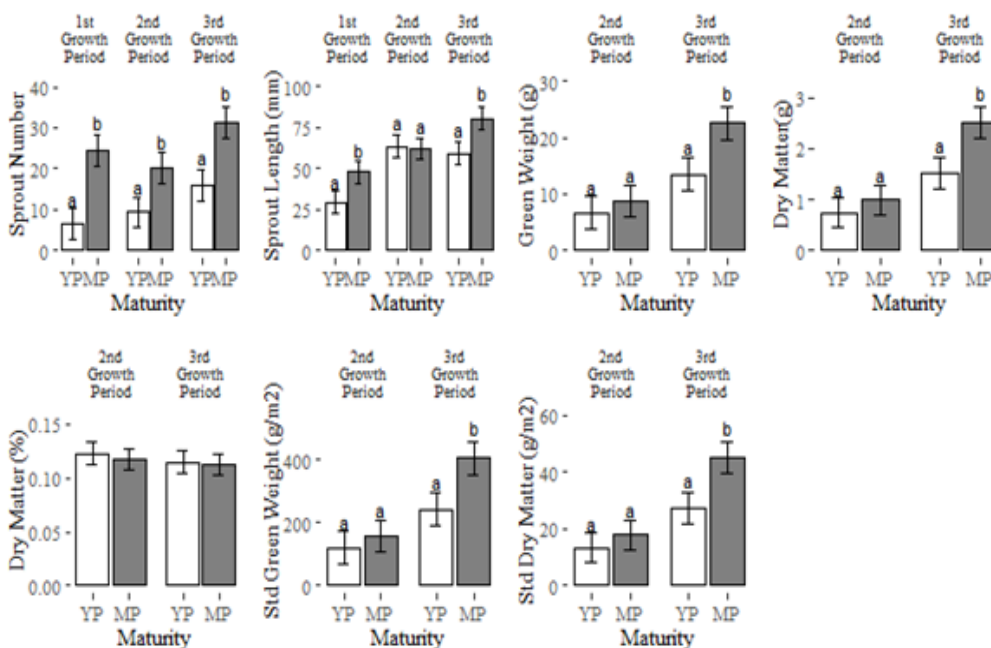 1st Growth Period
2nd Growth Period
3rd Growth Period
Sprout Number
40
30
20
10
0
a b a b a b
YPMP YPMP YPMP
Maturity
1st Growth Period
2nd Growth Period
3rd Growth Period
Sprout Length (mm)
100
75
50
25
0
a b a a a b
YPMP YPMP YPMP
Maturity
2nd Growth Period
3rd Growth Period
Green Weight (g)
30
20
10
0
a a a b
YP MP YP MP
Maturity
2nd Growth Period
3rd Growth Period
Dry Matter(g)
3
2
1
0
a a a b
YP MP YP MP
Maturity
2nd Growth Period
3rd Growth Period
Dry Matter (%)
0.15
0.10
0.05
0.00
YP MP YP MP
Maturity
2nd Growth Period
3rd Growth Period
Std Green Weight (g/m2)
400
200
0
a a a b
YP MP YP MP
Maturity
2nd Growth Period
3rd Growth Period
Std Dry Matter (g/m2)
60
40
20
0
a a a b
YP MP YP MP
Maturity